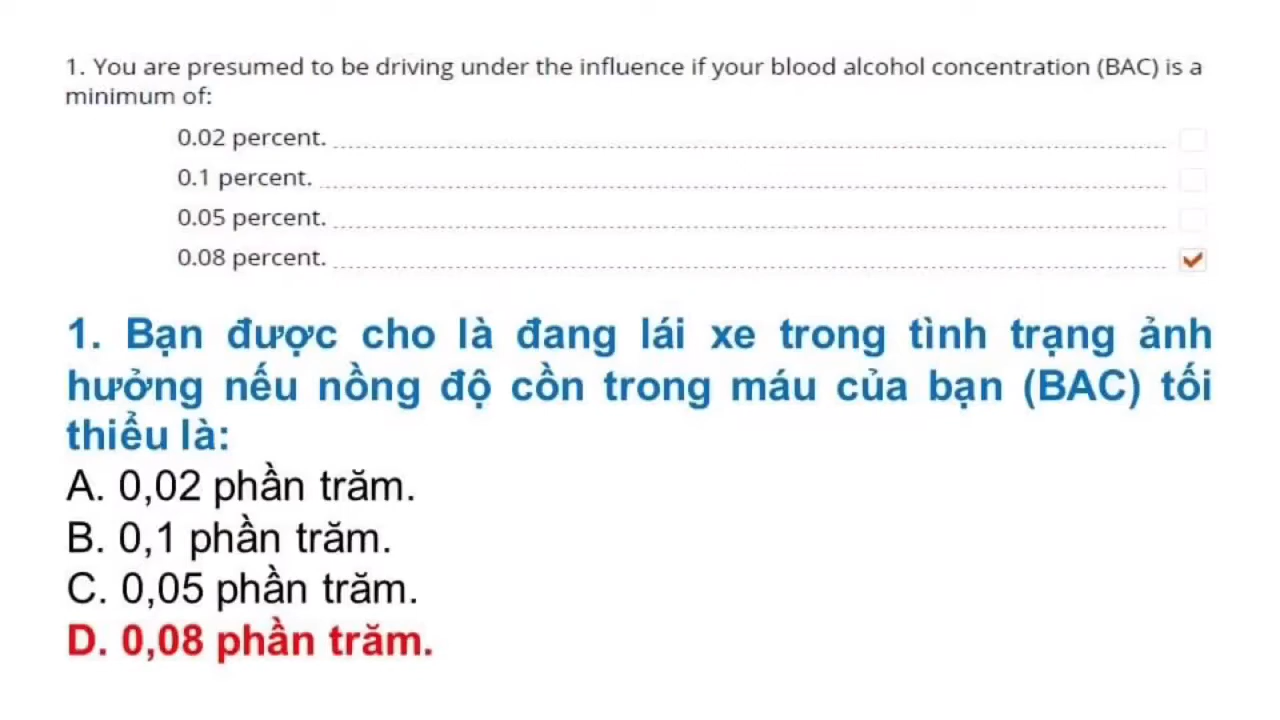 1. You are presumed to be driving under the influence if your blood alcohol concentration (BAC) is a
minimum of:
0.02 percent.
0.1 percent.
0.05 percent.
0.08 percent.
1. Bạn được cho là đang lái xe trong tình trạng ảnh
hưởng nếu nồng độ cồn trong máu của bạn (BAC) tối
thiểu là:
A. 0,02 phần trăm.
B. 0,1 phần trăm.
C. 0,05 phần trăm.
D. 0,08 phần trăm.